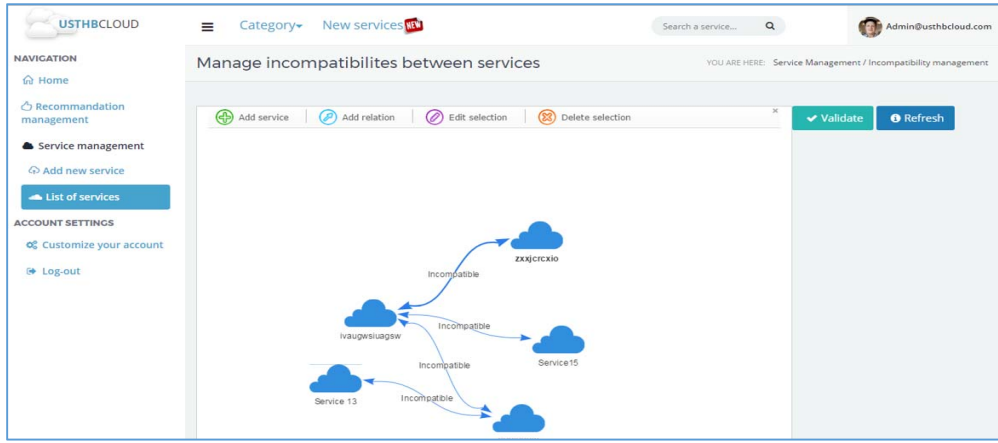 USTHBCLOUD
Category
New services NEW
Search a service...
Admin@usthbcloud.com
NAVIGATION
Home
Recommandation
management
Service management
Add new service
List of services
ACCOUNT SETTINGS
Customize your account
Log-out
Manage incompatibilites between services
YOU ARE HERE: Service Management / Incompatibility management
Add service
Add relation
Edit selection
Delete selection
×
Validate
Refresh
zxxjcrcxio
Incompatible
ivaugwsiuagsw
Incompatible
Service15
Incompatible
Service 13
Incompatible